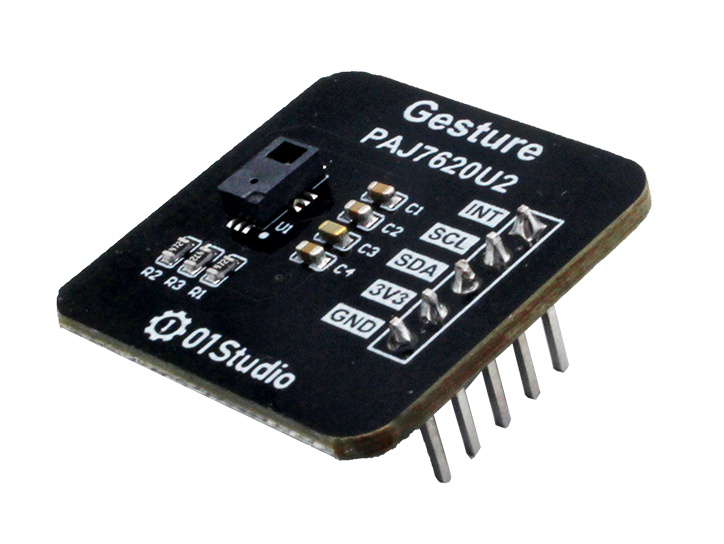 Gesture
PAJ7620U2
INT
SCL
SDA
3V3
GND
U1
C1
C2
C3
C4
R2 R3 R1
01Studio